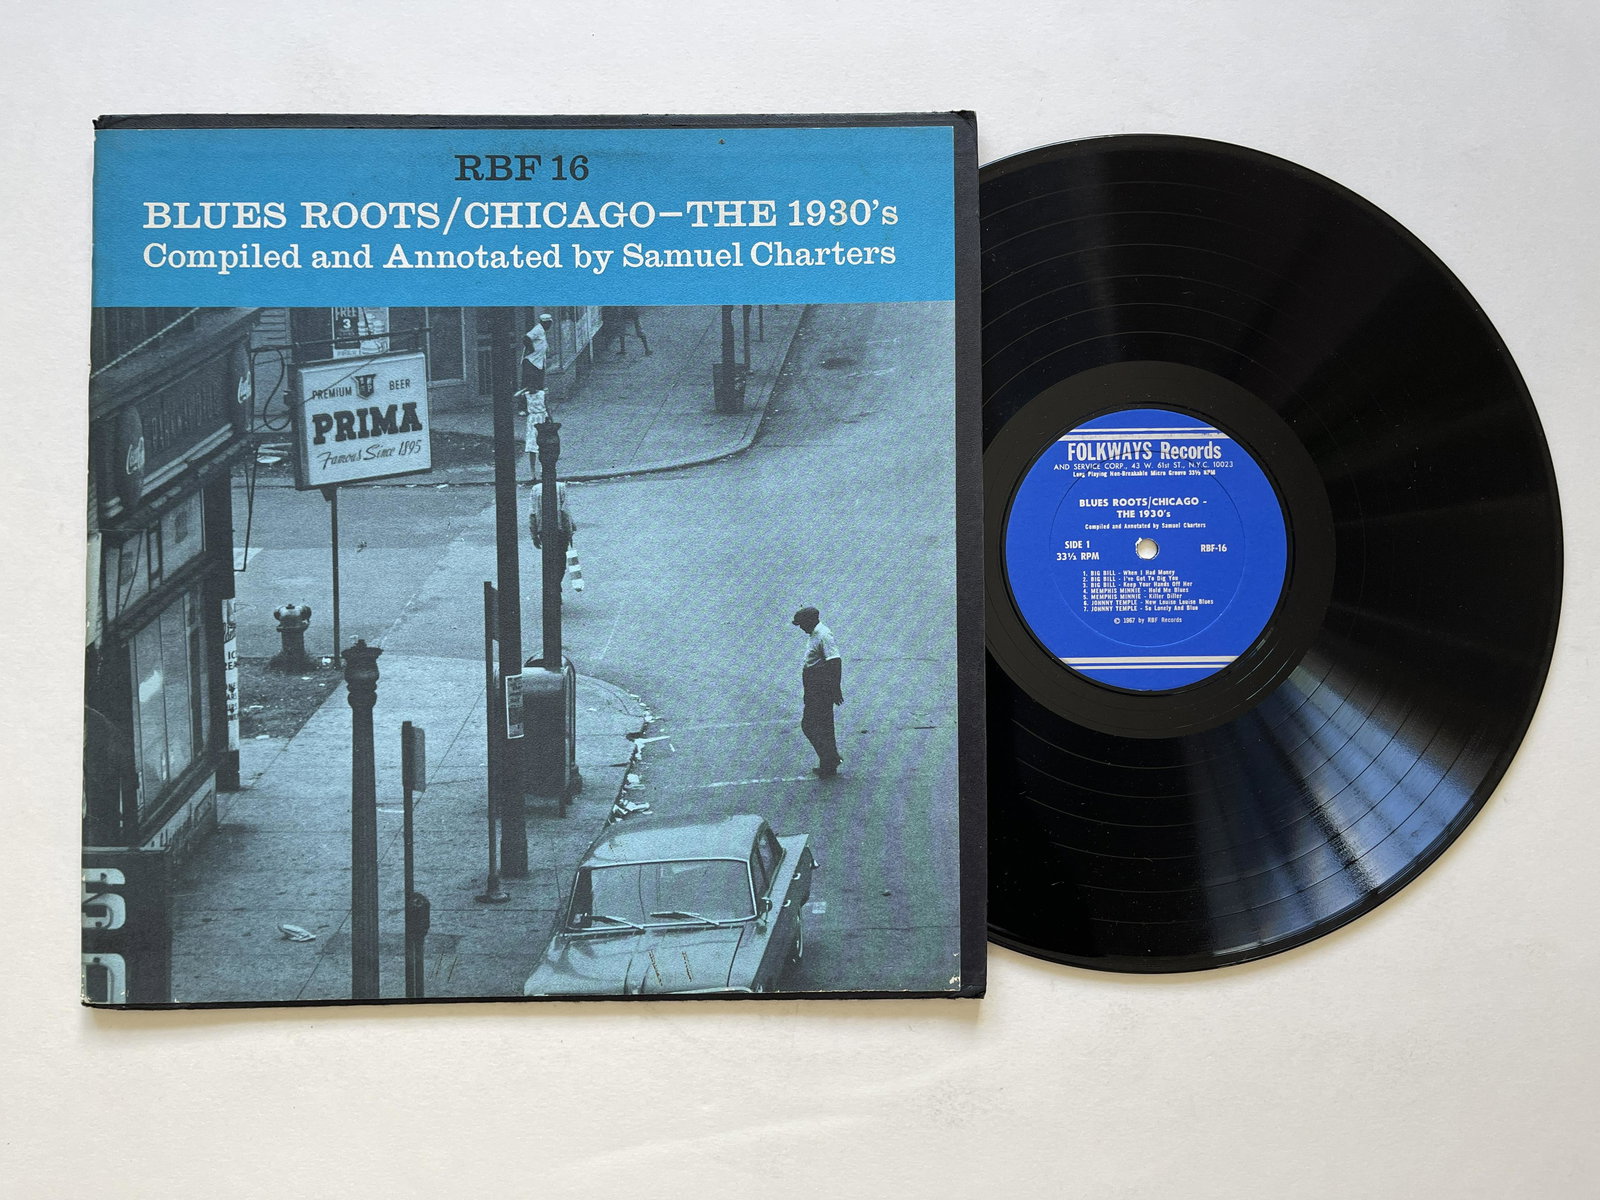 RBF 16
BLUES ROOTS/CHICAGO–THE 1930's
Compiled and Annotated by Samuel Charters
FREE
3
PREMIUM BEER
PRIMA
Famous Since 1895
FOLKWAYS Records
AND SERVICE CORP., 43 W. 61st ST., N.Y.C. 10023
Long Playing Non-Breakable Micro Groove 33⅓ RPM
BLUES ROOTS/CHICAGO -
THE 1930's
Compiled and Annotated by Samuel Charters
SIDE 1
33⅓ RPM
RBF-16
1. BIG BILL - When I Had Money
2. BIG BILL - I've Got To Dig You
3. BIG BILL - Keep Your Hands Off Her
4. MEMPHIS MINNIE - Hold Me Blues
5. MEMPHIS MINNIE - Killer Diller
6. JOHNNY TEMPLE - New Louise Louise Blues
7. JOHNNY TEMPLE - So Lonely And Blue
© 1967 by RBF Records